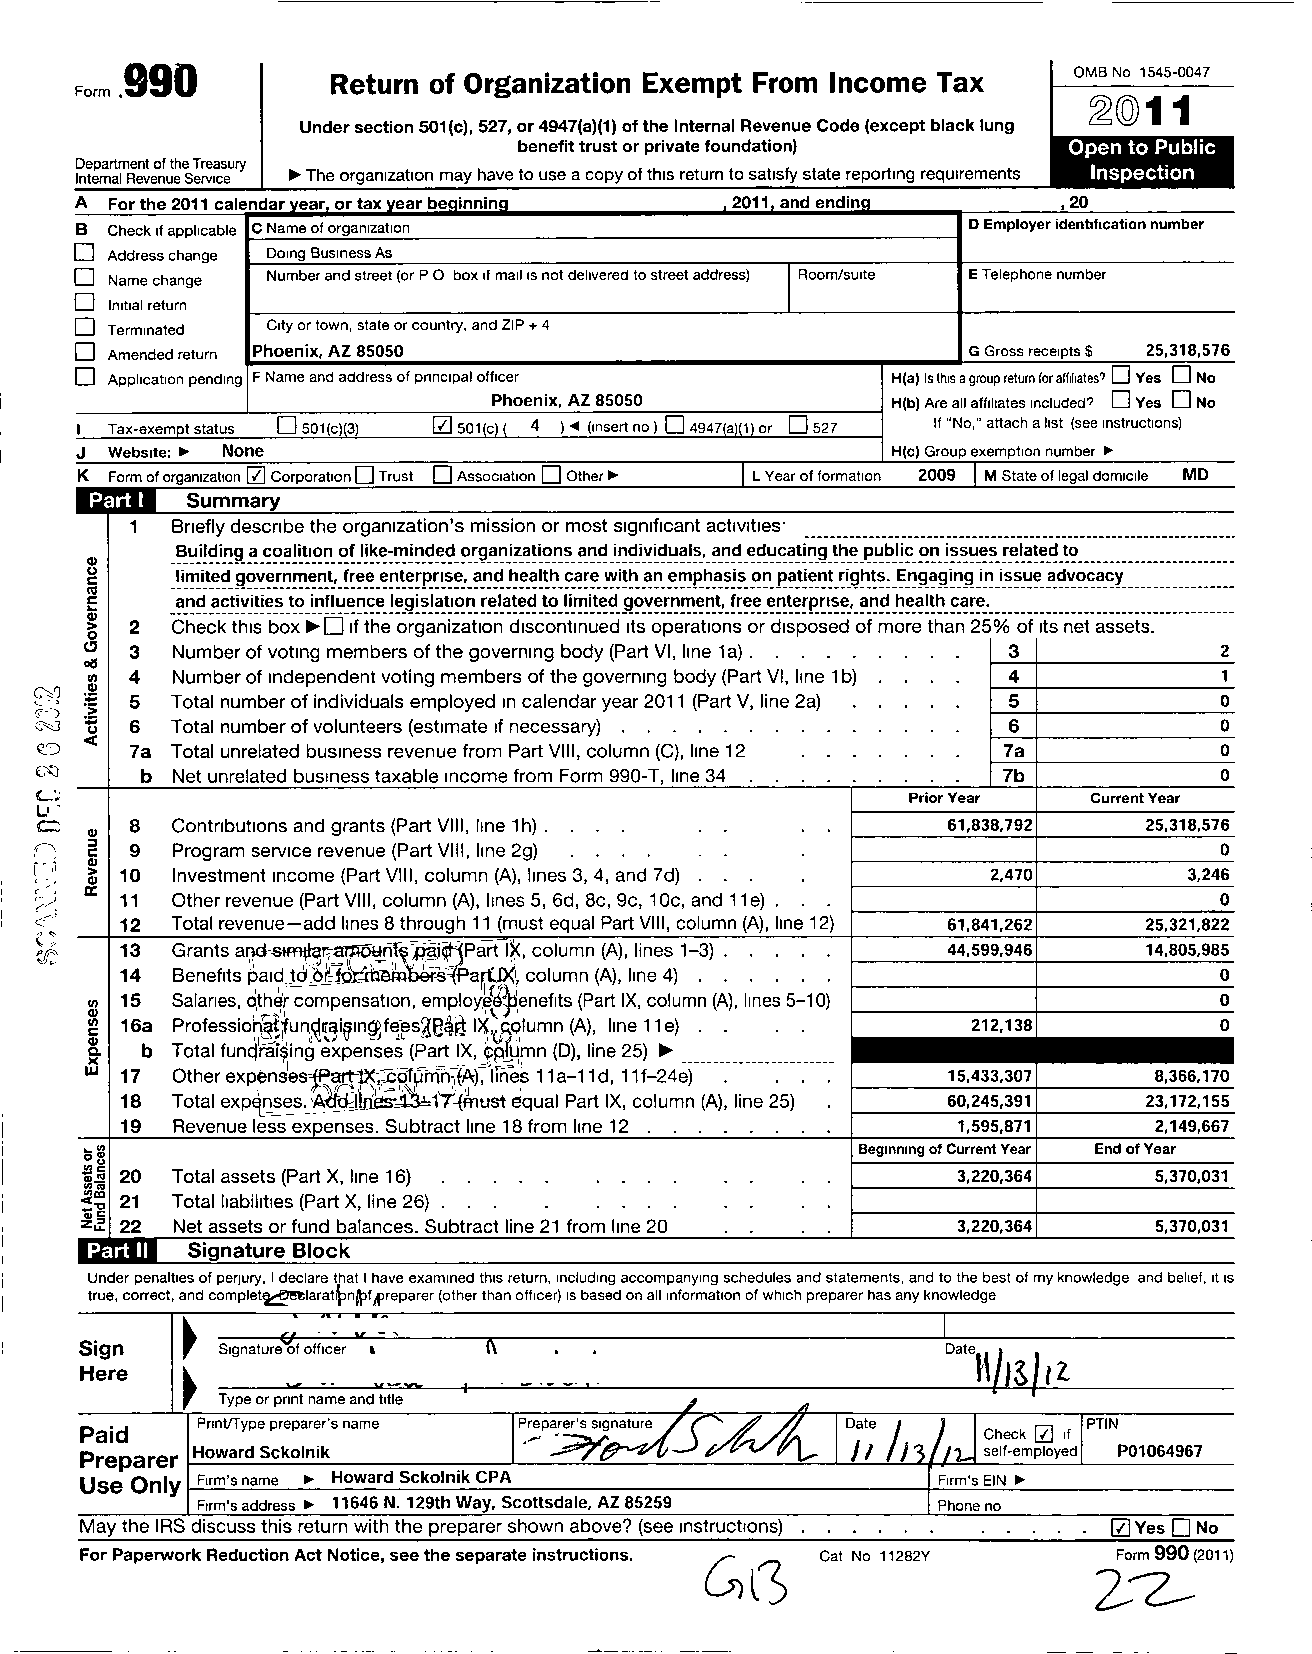 Form 990
Return of Organization Exempt From Income Tax
OMB No 1545-0047
2011
Under section 501(c), 527, or 4947(a)(1) of the Internal Revenue Code (except black lung
benefit trust or private foundation)
Open to Public
Inspection
Department of the Treasury
Internal Revenue Service
► The organization may have to use a copy of this return to satisfy state reporting requirements
A For the 2011 calendar year, or tax year beginning , 2011, and ending , 20
B Check if applicable
C Name of organization
D Employer identification number
☐ Address change
Doing Business As
☐ Name change
Number and street (or P O box if mail is not delivered to street address)
Room/suite
E Telephone number
☐ Initial return
☐ Terminated
City or town, state or country, and ZIP + 4
☐ Amended return
Phoenix, AZ 85050
G Gross receipts $ 25,318,576
☐ Application pending
F Name and address of principal officer
H(a) Is this a group return for affiliates? ☐ Yes ☐ No
Phoenix, AZ 85050
H(b) Are all affiliates included? ☐ Yes ☐ No
I Tax-exempt status ☐ 501(c)(3) ☑ 501(c) ( 4 ) ◄ (insert no ) ☐ 4947(a)(1) or ☐ 527
If "No," attach a list (see instructions)
J Website: ► None
H(c) Group exemption number ►
K Form of organization ☑ Corporation ☐ Trust ☐ Association ☐ Other ►
L Year of formation 2009
M State of legal domicile MD
Part I Summary
Activities & Governance
1 Briefly describe the organization's mission or most significant activities:
Building a coalition of like-minded organizations and individuals, and educating the public on issues related to
limited government, free enterprise, and health care with an emphasis on patient rights. Engaging in issue advocacy
and activities to influence legislation related to limited government, free enterprise, and health care.
2 Check this box ► ☐ if the organization discontinued its operations or disposed of more than 25% of its net assets.
3 Number of voting members of the governing body (Part VI, line 1a) . . . 3 2
4 Number of independent voting members of the governing body (Part VI, line 1b) . . . 4 1
5 Total number of individuals employed in calendar year 2011 (Part V, line 2a) . . . 5 0
6 Total number of volunteers (estimate if necessary) . . . 6 0
7a Total unrelated business revenue from Part VIII, column (C), line 12 . . . 7a 0
b Net unrelated business taxable income from Form 990-T, line 34 . . . 7b 0
Prior Year Current Year
Revenue
8 Contributions and grants (Part VIII, line 1h) . . . 61,838,792 25,318,576
9 Program service revenue (Part VIII, line 2g) . . . 0
10 Investment income (Part VIII, column (A), lines 3, 4, and 7d) . . . 2,470 3,246
11 Other revenue (Part VIII, column (A), lines 5, 6d, 8c, 9c, 10c, and 11e) . . . 0
12 Total revenue—add lines 8 through 11 (must equal Part VIII, column (A), line 12) 61,841,262 25,321,822
Expenses
13 Grants and similar amounts paid (Part IX, column (A), lines 1–3) . . . 44,599,946 14,805,985
14 Benefits paid to or for members (Part IX, column (A), line 4) . . . 0
15 Salaries, other compensation, employee benefits (Part IX, column (A), lines 5-10) 0
16a Professional fundraising fees (Part IX, column (A), line 11e) . . . 212,138 0
b Total fundraising expenses (Part IX, column (D), line 25) ►
17 Other expenses (Part IX, column (A), lines 11a–11d, 11f–24e) . . . 15,433,307 8,366,170
18 Total expenses. Add lines 13–17 (must equal Part IX, column (A), line 25) . 60,245,391 23,172,155
19 Revenue less expenses. Subtract line 18 from line 12 . . . 1,595,871 2,149,667
Net Assets or Fund Balances
Beginning of Current Year End of Year
20 Total assets (Part X, line 16) . . . 3,220,364 5,370,031
21 Total liabilities (Part X, line 26) . . .
22 Net assets or fund balances. Subtract line 21 from line 20 . . . 3,220,364 5,370,031
Part II Signature Block
Under penalties of perjury, I declare that I have examined this return, including accompanying schedules and statements, and to the best of my knowledge and belief, it is
true, correct, and complete Declaration of preparer (other than officer) is based on all information of which preparer has any knowledge
Sign
Here
Signature of officer
Date 11/13/12
Type or print name and title
Paid
Preparer
Use Only
Print/Type preparer's name
Howard Sckolnik
Preparer's signature
Date 11/13/12
Check ☑ if self-employed
PTIN P01064967
Firm's name ► Howard Sckolnik CPA
Firm's EIN ►
Firm's address ► 11646 N. 129th Way, Scottsdale, AZ 85259
Phone no
May the IRS discuss this return with the preparer shown above? (see instructions) . . . ☑ Yes ☐ No
For Paperwork Reduction Act Notice, see the separate instructions.
Cat No 11282Y
Form 990 (2011)
22